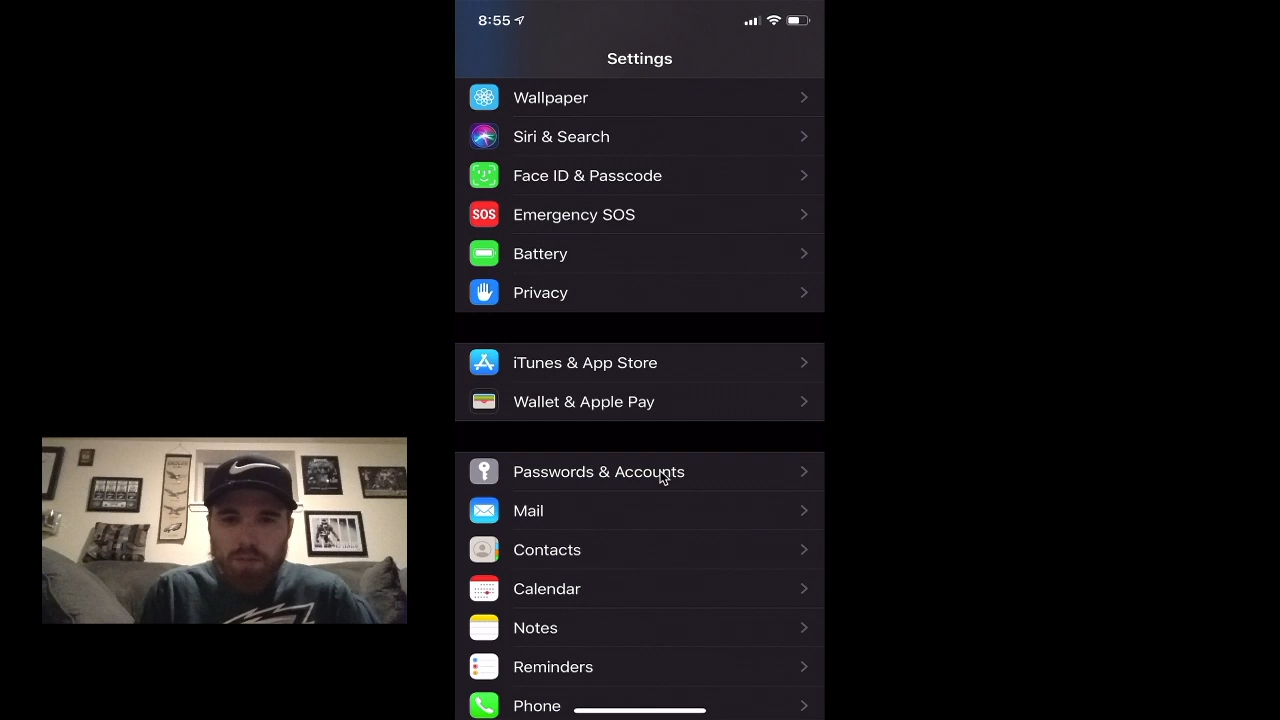 8:55
Settings
Wallpaper
Siri & Search
Face ID & Passcode
SOS
Emergency SOS
Battery
Privacy
iTunes & App Store
Wallet & Apple Pay
Passwords & Accounts
Mail
Contacts
Calendar
Notes
Reminders
Phone